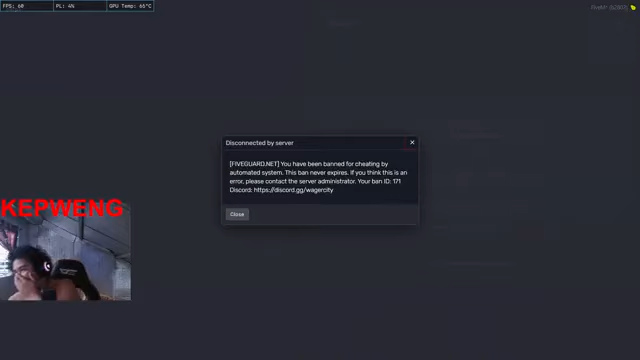 FPS: 60 PL: 4% GPU Temp: 66°C
Disconnected by server
[FIVEGUARD.NET] You have been banned for cheating by
automated system. This ban never expires. If you think this is an
error, please contact the server administrator. Your ban ID: 171
Discord: https://discord.gg/wagercity
Close
KEPWENG